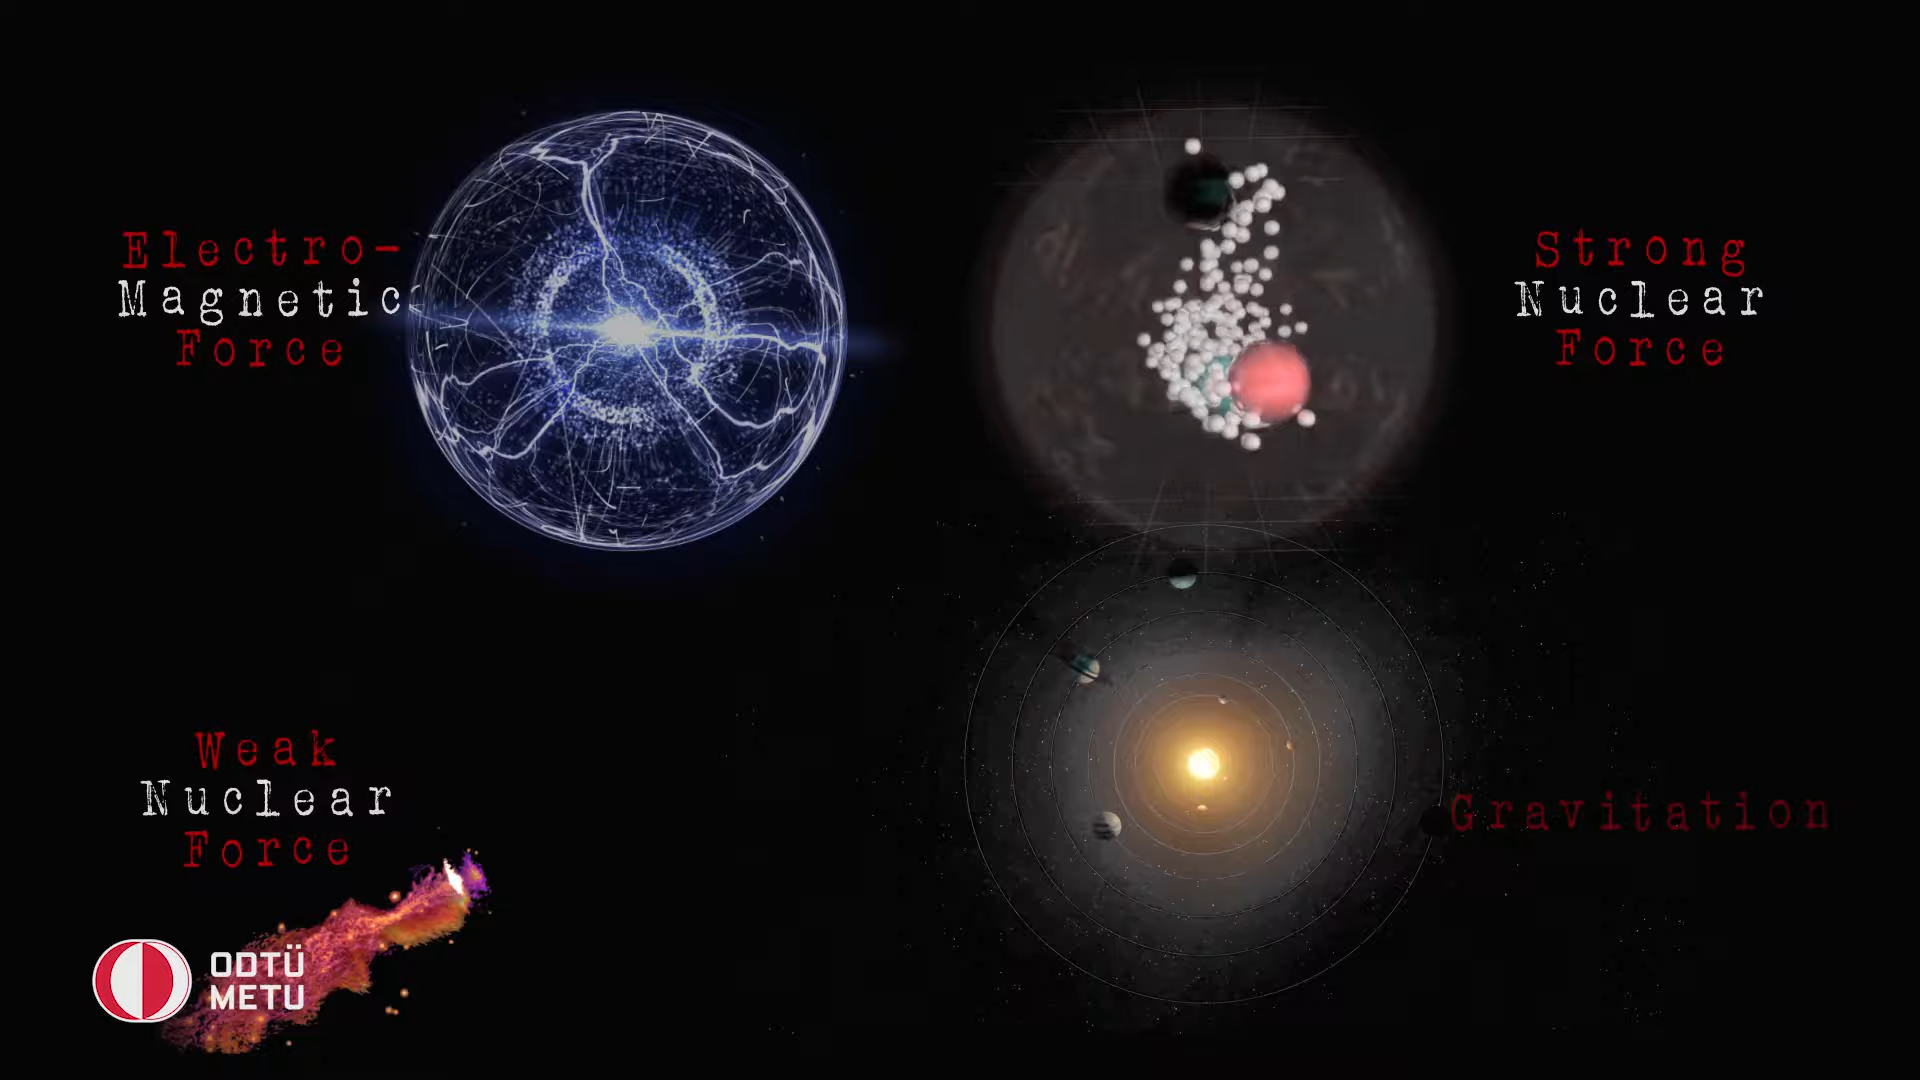 Electro-
Magnetic
Force
Strong
Nuclear
Force
Weak
Nuclear
Force
Gravitation
ODTÜ
METU